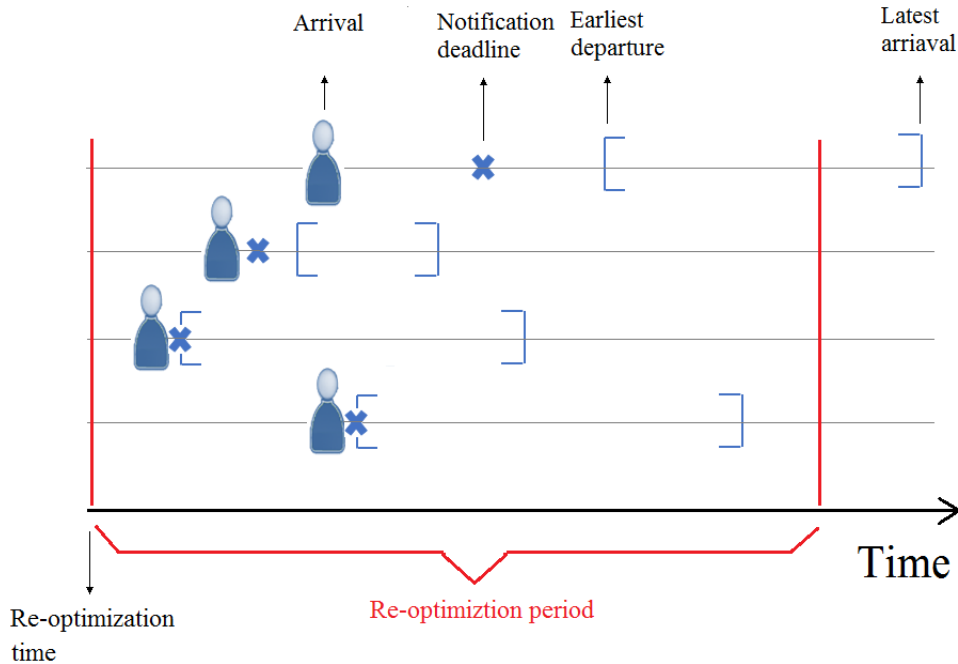 Arrival
Notification
deadline
Earliest
departure
Latest
arriaval
Time
Re-optimiztion period
Re-optimization
time